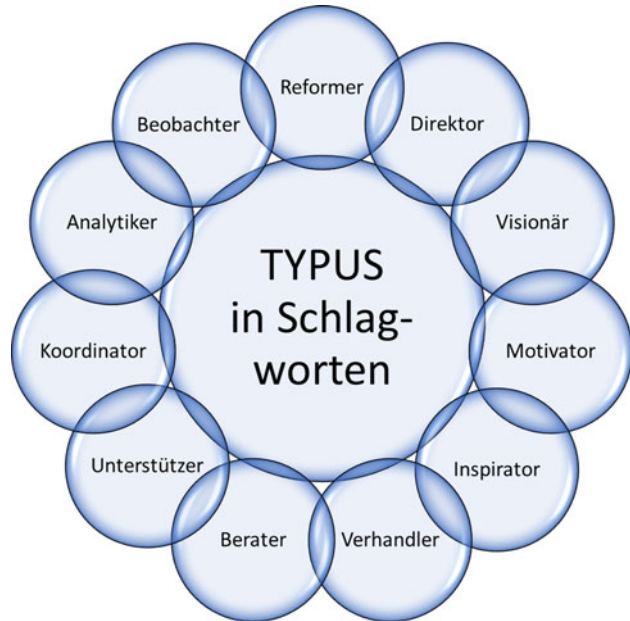 Reformer
Direktor
Visionär
Motivator
Inspirator
Verhandler
Berater
Unterstützer
Koordinator
Analytiker
Beobachter
TYPUS
in Schlag-
worten